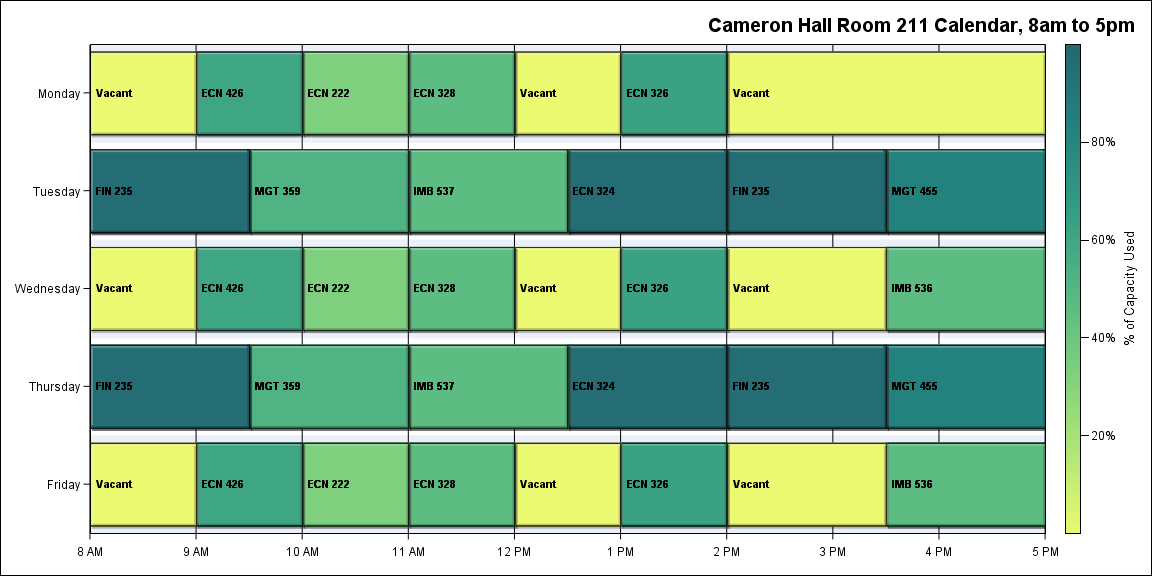 Cameron Hall Room 211 Calendar, 8am to 5pm
Monday
Vacant
ECN 426
ECN 222
ECN 328
Vacant
ECN 326
Vacant
Tuesday
FIN 235
MGT 359
IMB 537
ECN 324
FIN 235
MGT 455
Wednesday
Vacant
ECN 426
ECN 222
ECN 328
Vacant
ECN 326
Vacant
IMB 536
Thursday
FIN 235
MGT 359
IMB 537
ECN 324
FIN 235
MGT 455
Friday
Vacant
ECN 426
ECN 222
ECN 328
Vacant
ECN 326
Vacant
IMB 536
8 AM
9 AM
10 AM
11 AM
12 PM
1 PM
2 PM
3 PM
4 PM
5 PM
80%
60%
40%
20%
% of Capacity Used